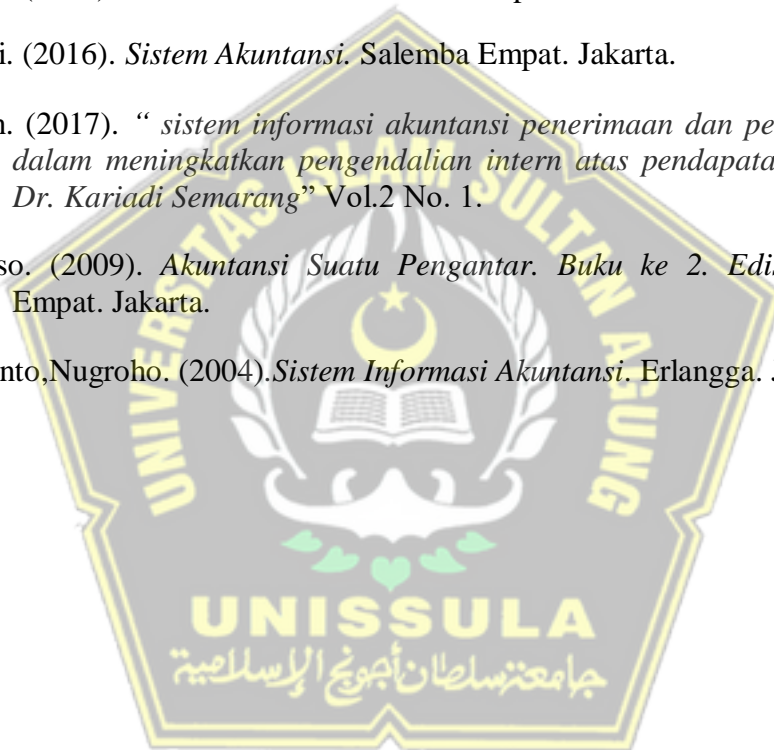 i. (2016). Sistem Akuntansi. Salemba Empat. Jakarta.
. (2017). “ sistem informasi akuntansi penerimaan dan pe
dalam meningkatkan pengendalian intern atas pendapata
Dr. Kariadi Semarang” Vol.2 No. 1.
so. (2009). Akuntansi Suatu Pengantar. Buku ke 2. Edis
Empat. Jakarta.
nto,Nugroho. (2004).Sistem Informasi Akuntansi. Erlangga. J
UNIVERSITAS ISLAM SULTAN AGUNG
UNISSULA
جامعة سلطان أجونج الإسلامية